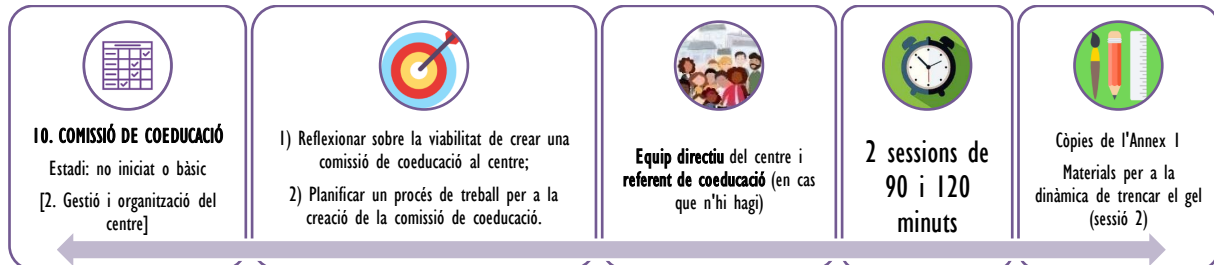 10. COMISSIÓ DE COEDUCACIÓ
Estadi: no iniciat o bàsic
[2. Gestió i organització del
centre]
1) Reflexionar sobre la viabilitat de crear una
comissió de coeducació al centre;
2) Planificar un procés de treball per a la
creació de la comissió de coeducació.
Equip directiu del centre i
referent de coeducació (en cas
que n'hi hagi)
2 sessions de
90 i 120
minuts
Còpies de l'Annex 1
Materials per a la
dinàmica de trencar el gel
(sessió 2)